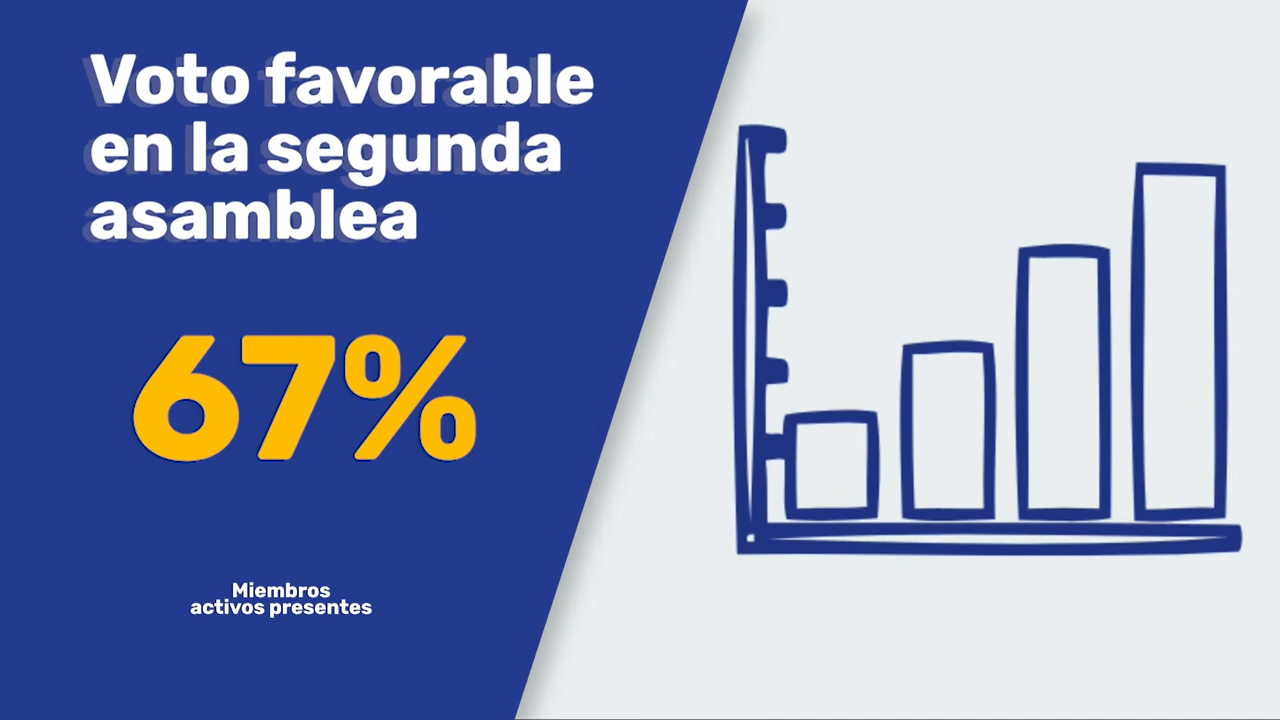 Voto favorable
en la segunda
asamblea
67%
Miembros
activos presentes